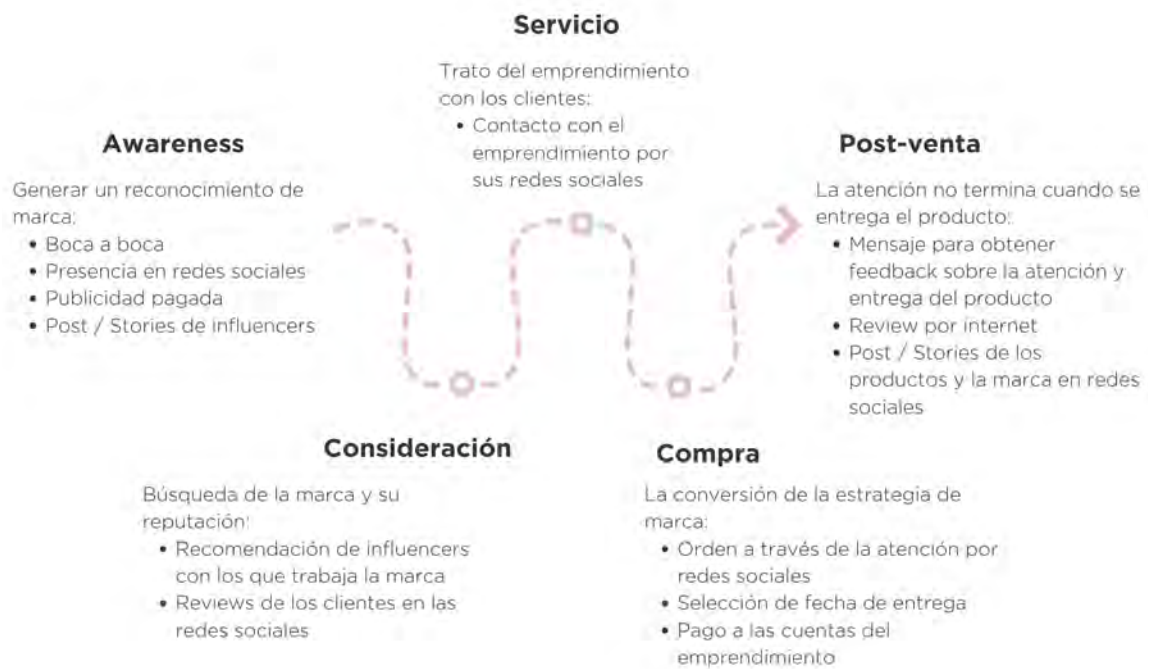 Servicio
Trato del emprendimiento
con los clientes:
• Contacto con el
emprendimiento por
sus redes sociales
Awareness
Generar un reconocimiento de
marca:
• Boca a boca
• Presencia en redes sociales
• Publicidad pagada
• Post / Stories de influencers
Post-venta
La atención no termina cuando se
entrega el producto:
• Mensaje para obtener
feedback sobre la atención y
entrega del producto
• Review por internet
• Post / Stories de los
productos y la marca en redes
sociales
Consideración
Búsqueda de la marca y su
reputación:
• Recomendación de influencers
con los que trabaja la marca
• Reviews de los clientes en las
redes sociales
Compra
La conversión de la estrategia de
marca:
• Orden a través de la atención por
redes sociales
• Selección de fecha de entrega
• Pago a las cuentas del
emprendimiento